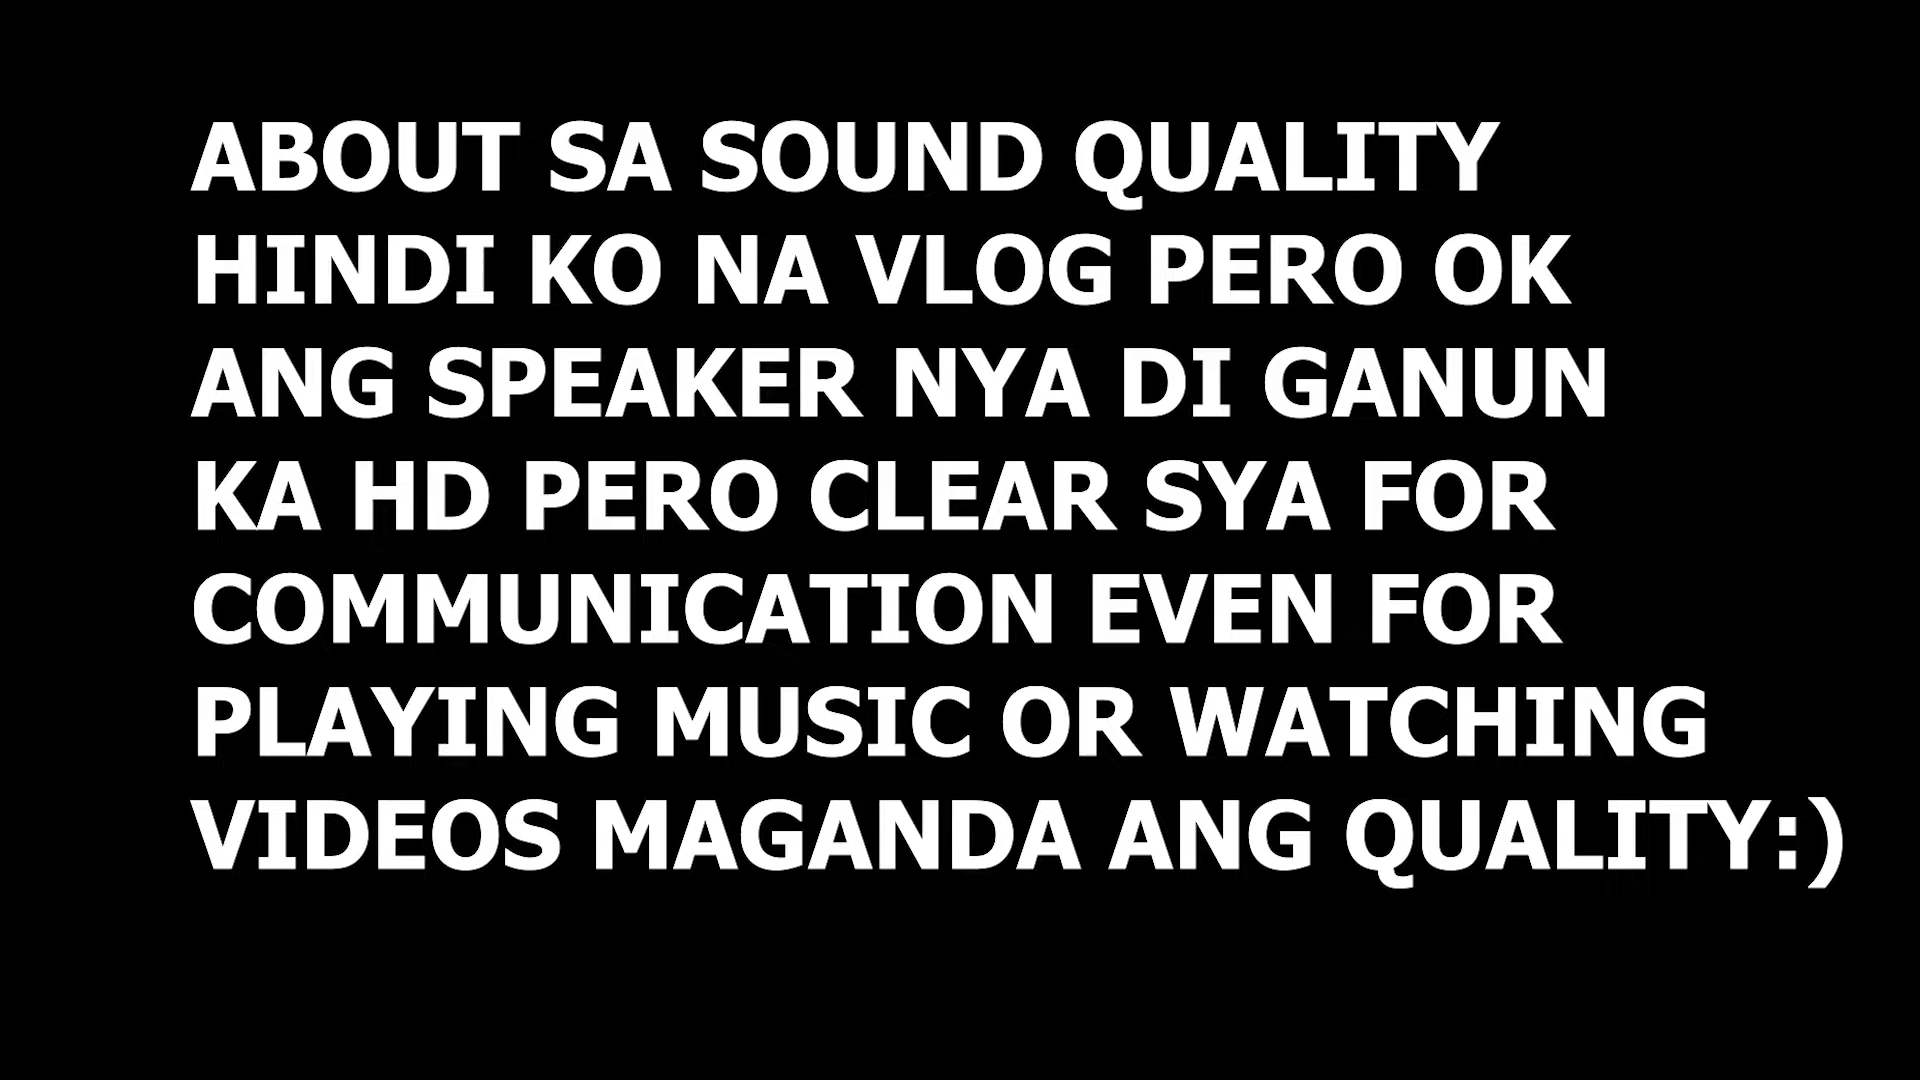 ABOUT SA SOUND QUALITY
HINDI KO NA VLOG PERO OK
ANG SPEAKER NYA DI GANUN
KA HD PERO CLEAR SYA FOR
COMMUNICATION EVEN FOR
PLAYING MUSIC OR WATCHING
VIDEOS MAGANDA ANG QUALITY:)